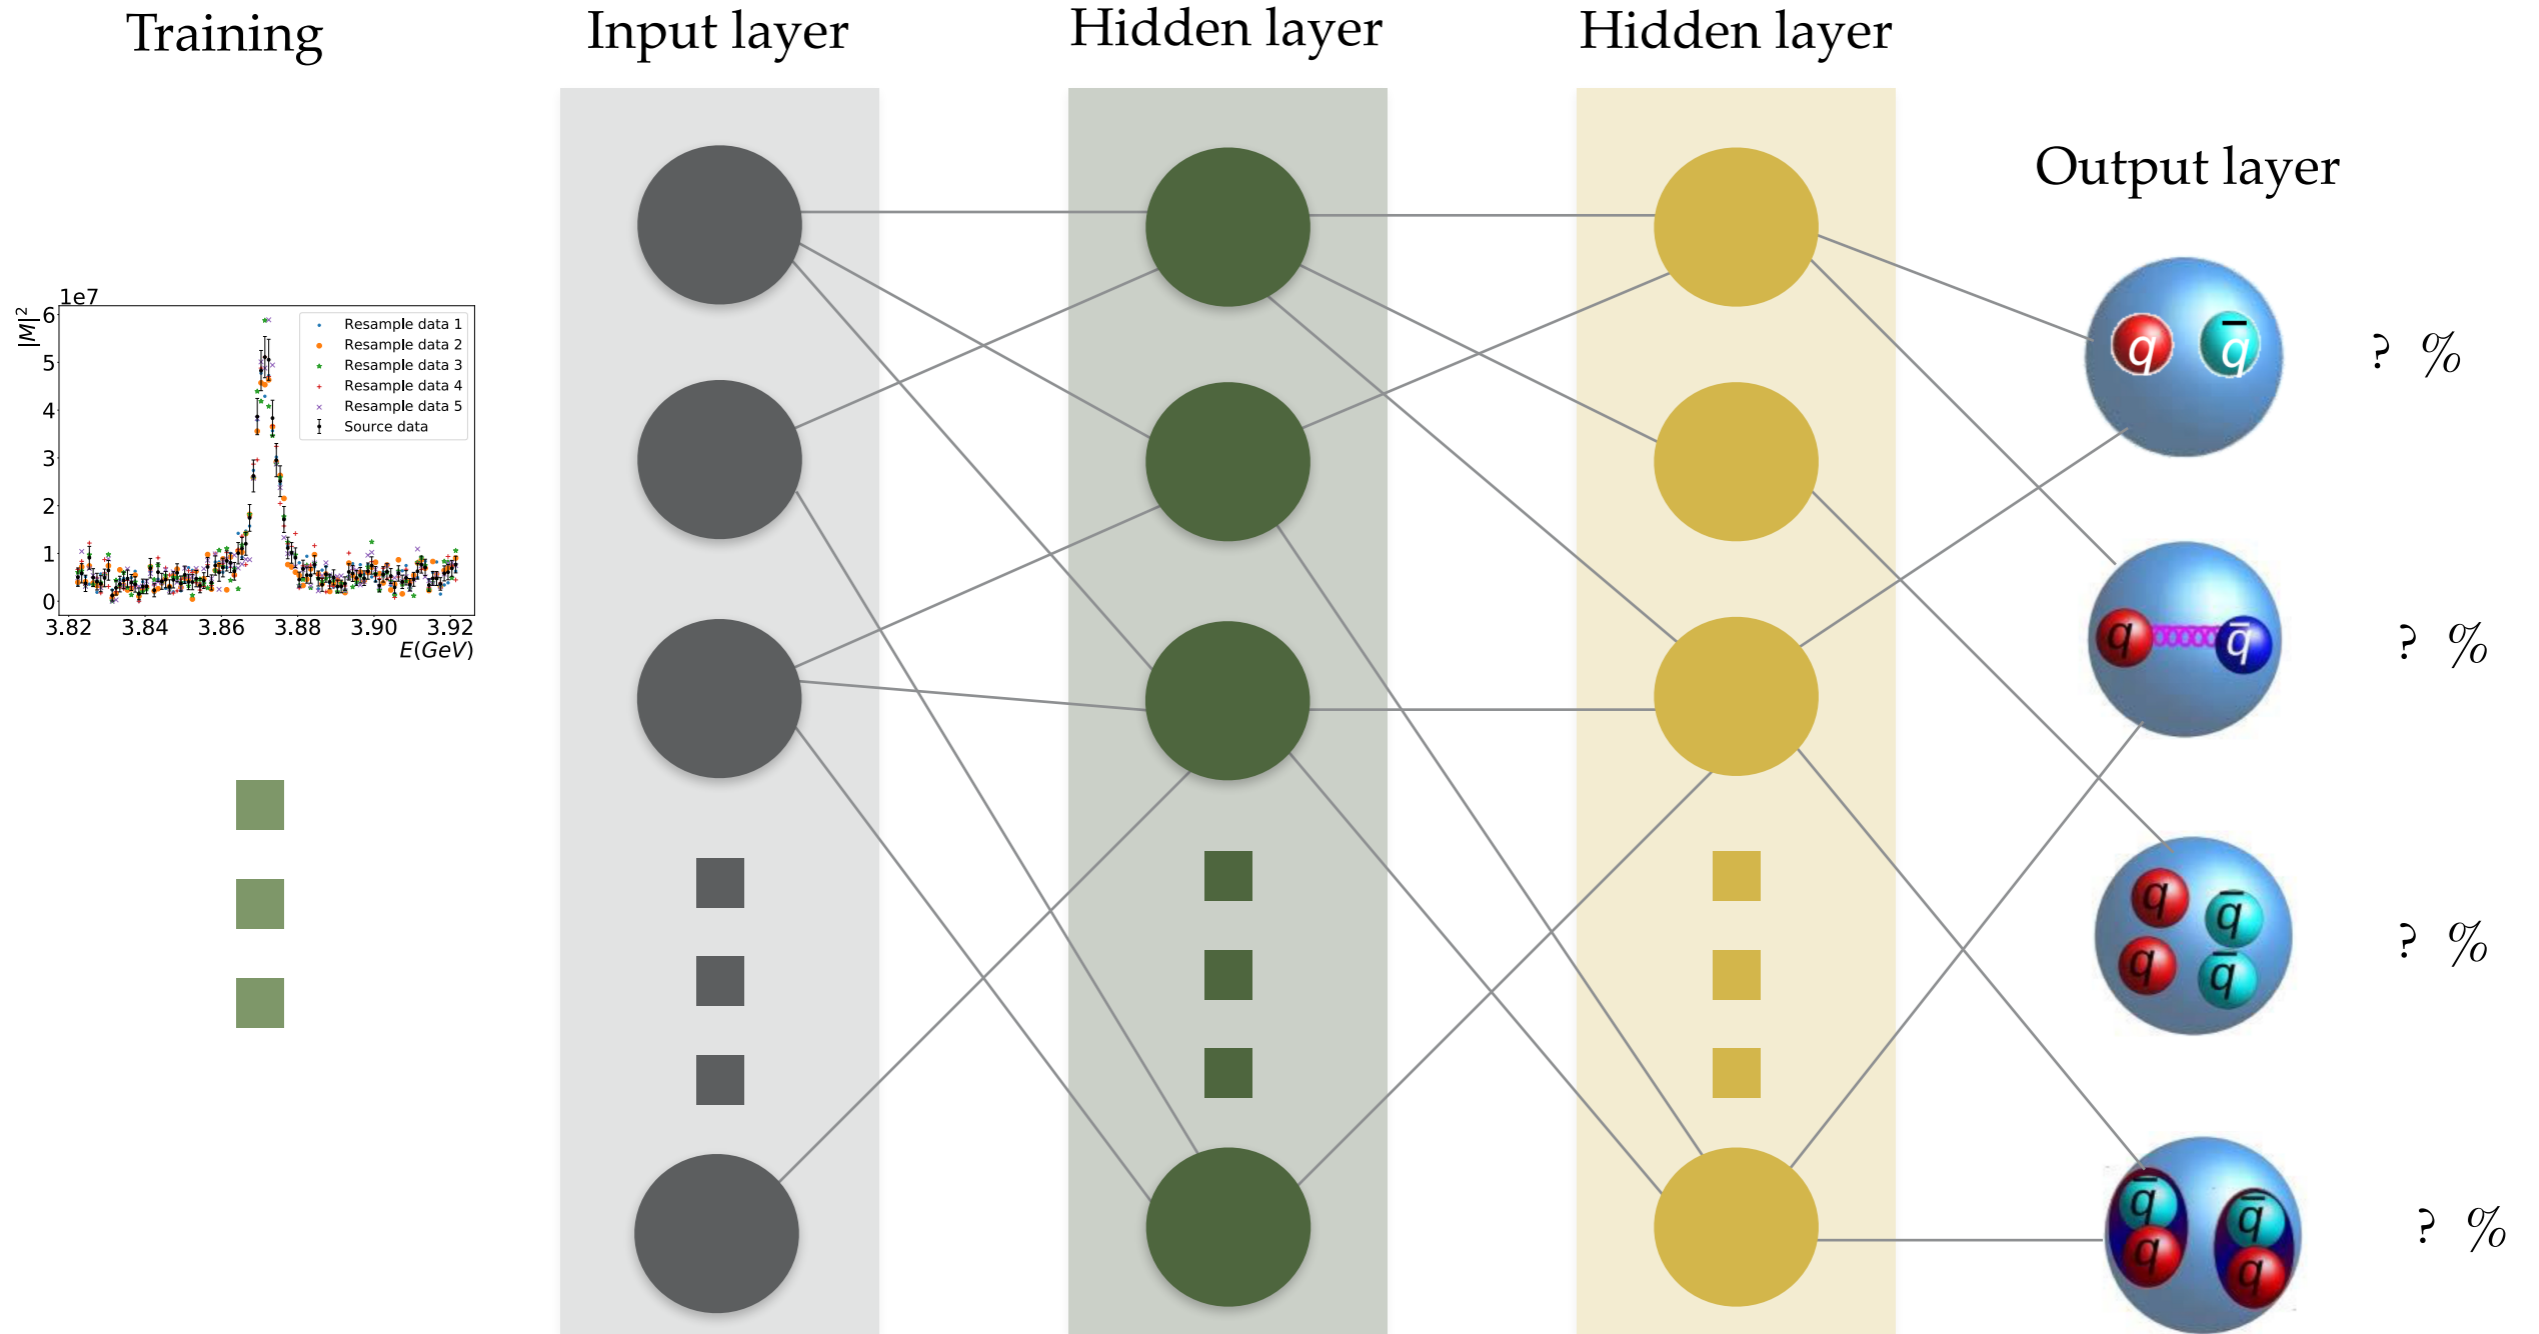 Training
Input layer
Hidden layer
Hidden layer
Output layer
1e7
|M|²
6
5
4
3
2
1
0
Resample data 1
Resample data 2
Resample data 3
Resample data 4
Resample data 5
Source data
3.82 3.84 3.86 3.88 3.90 3.92
E(GeV)
q q̄
? %
q q̄
? %
q q̄
q q̄
? %
q̄ q̄
q q
? %